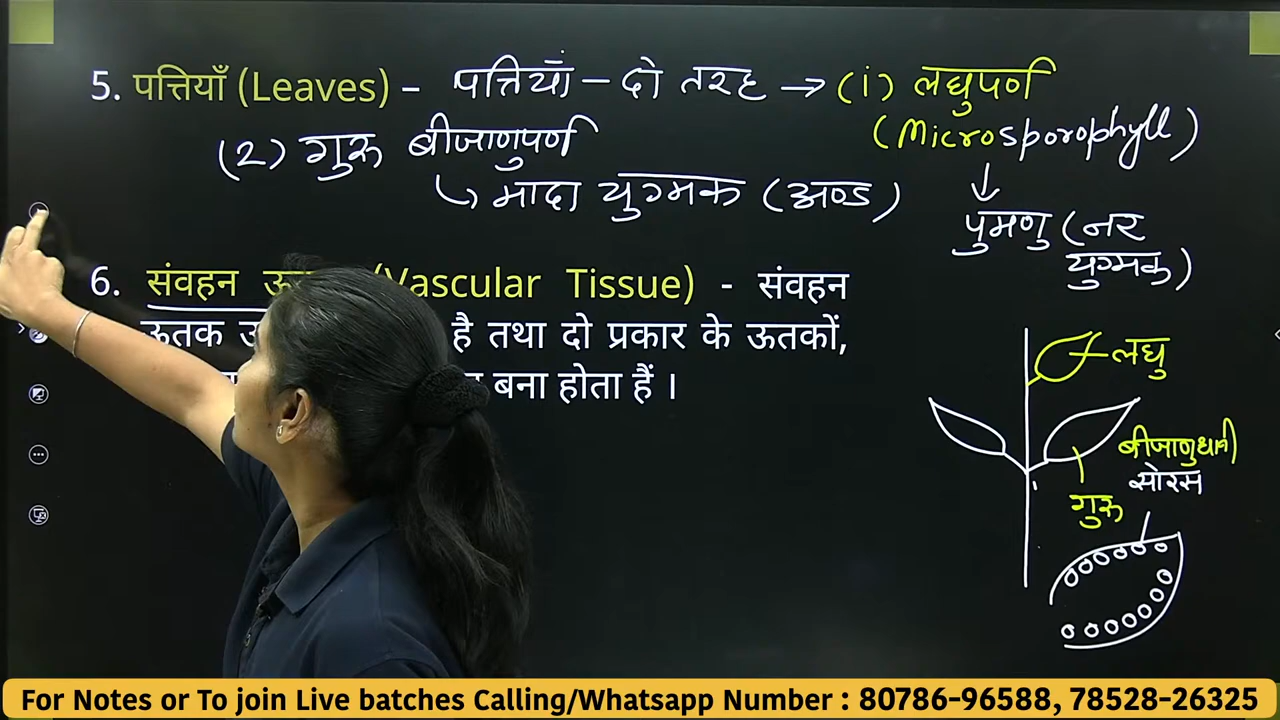 5. पत्तियाँ (Leaves) – पत्तियाँ – दो तरह → (i) लघुपर्ण
(Microsporophyll)
↓
पुमणु (नर
युग्मक)
(2) गुरू बीजाणुपर्ण
↳ मादा युग्मक (अण्ड)
6. संवहन (Vascular Tissue) - संवहन
ऊतक है तथा दो प्रकार के ऊतकों,
बना होता हैं ।
लघु
बीजाणुधानी
सोरस
गुरू
For Notes or To join Live batches Calling/Whatsapp Number : 80786-96588, 78528-26325